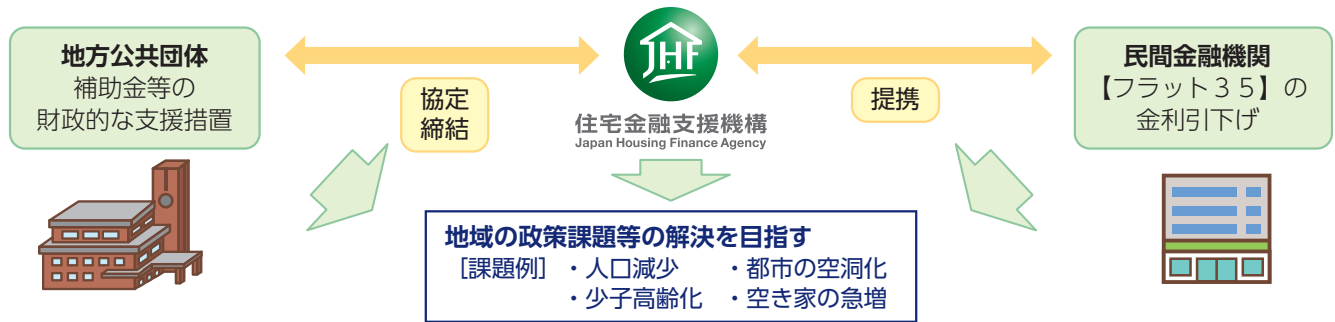 地方公共団体
補助金等の
財政的な支援措置
協定
締結
JHF
住宅金融支援機構
Japan Housing Finance Agency
提携
民間金融機関
【フラット３５】の
金利引下げ
地域の政策課題等の解決を目指す
［課題例］・人口減少　・都市の空洞化
・少子高齢化　・空き家の急増